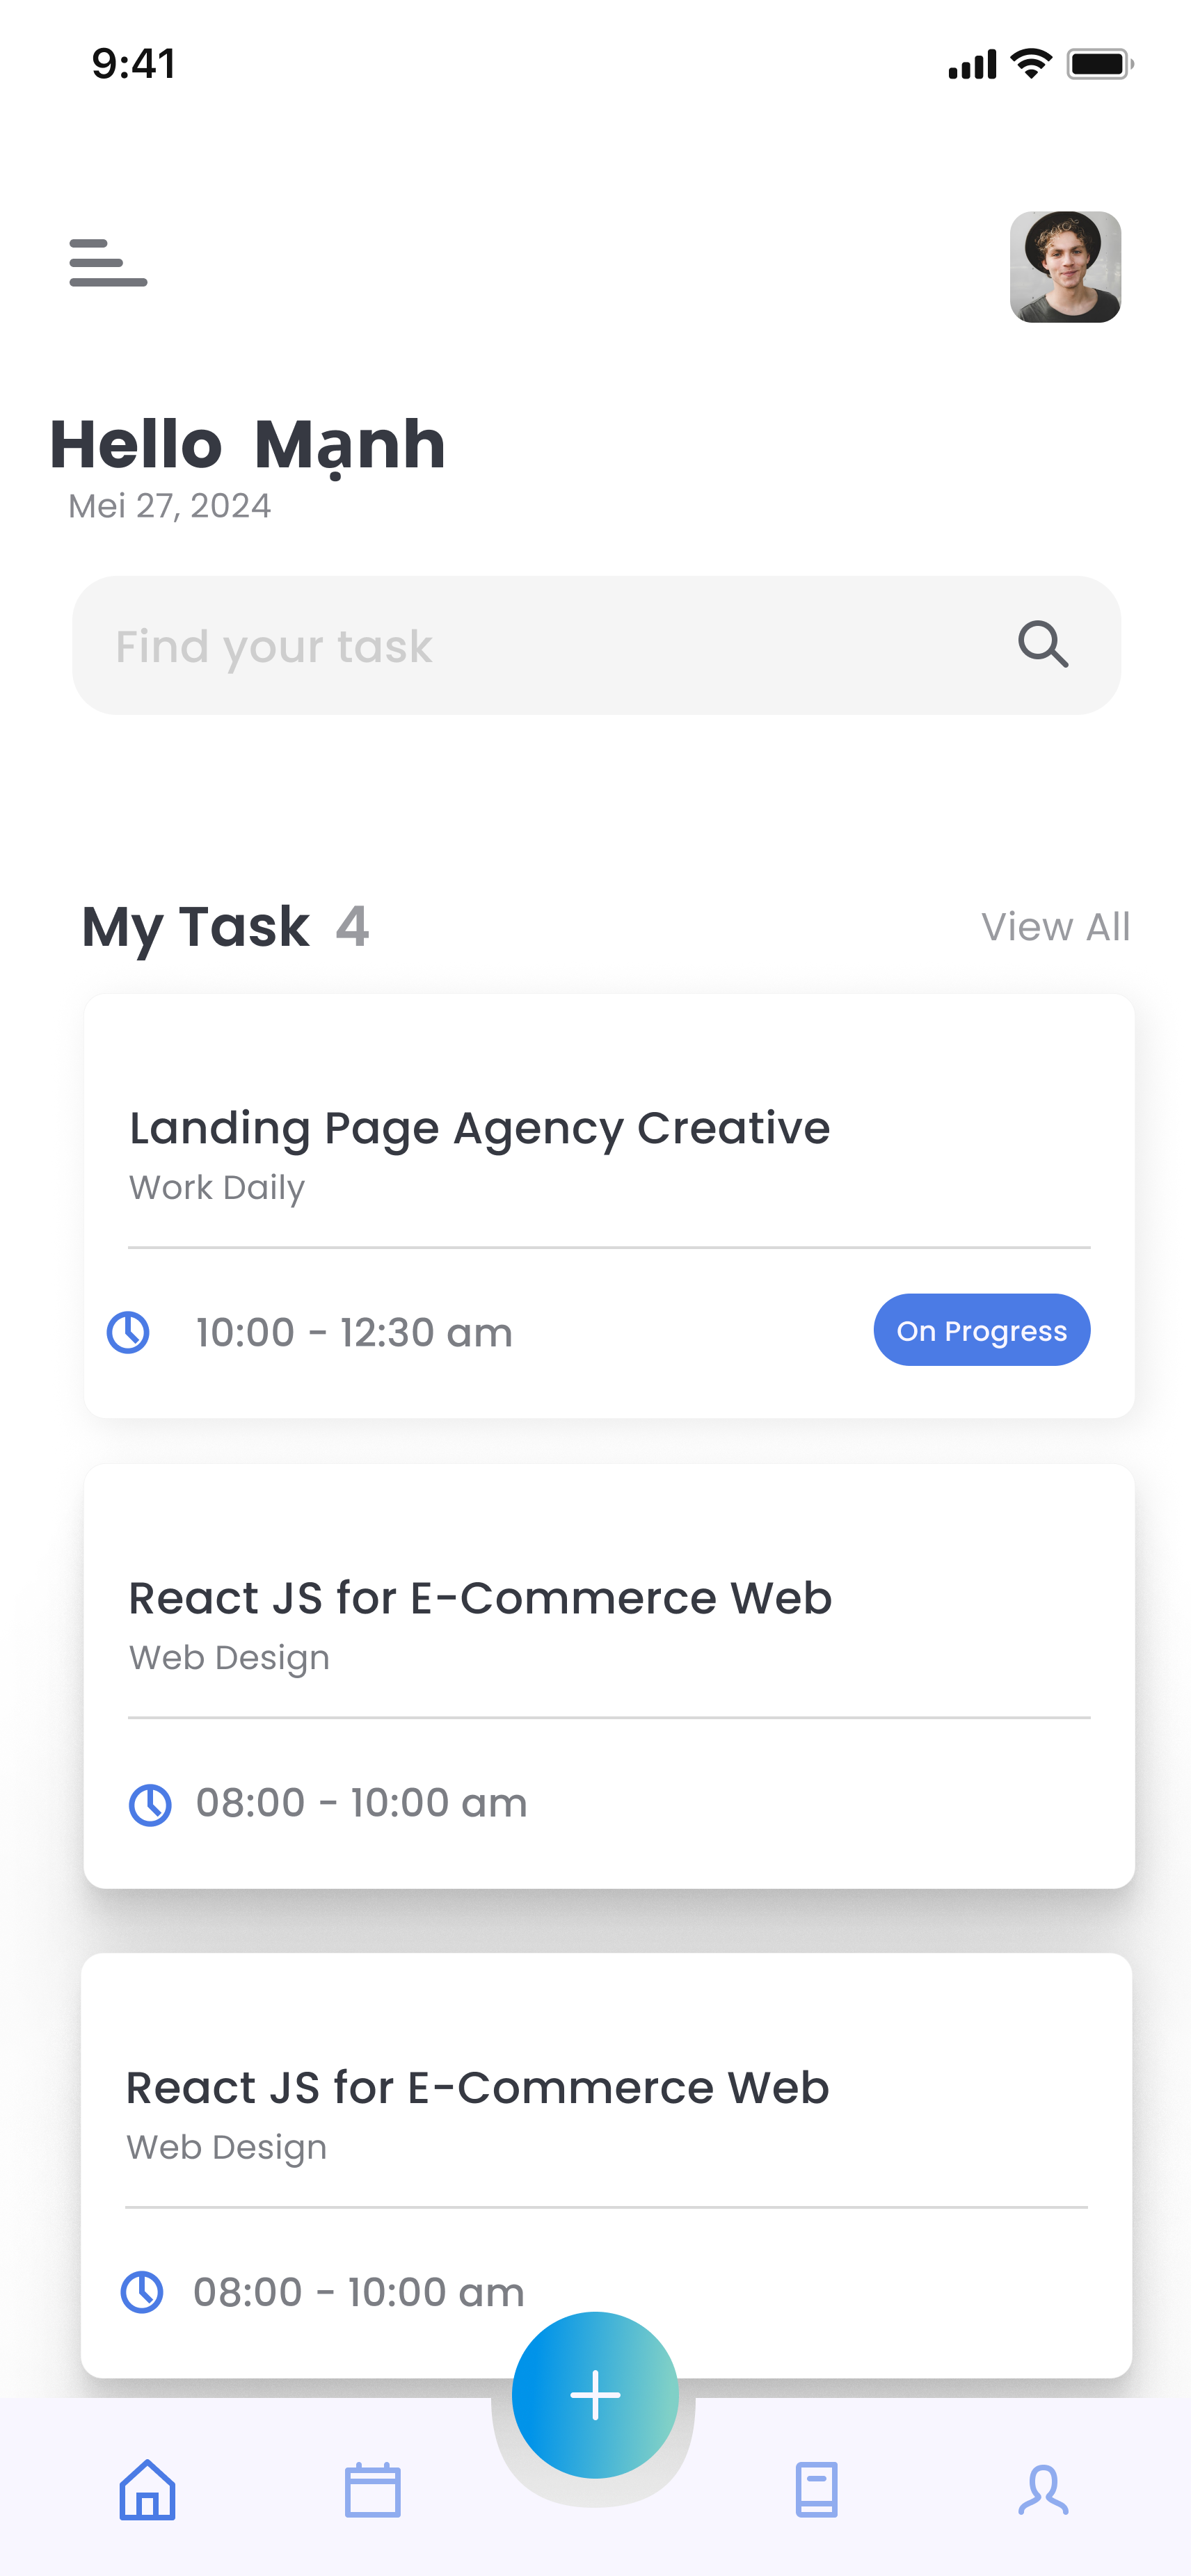 9:41
Hello Mạnh
Mei 27, 2024
Find your task
My Task 4
View All
Landing Page Agency Creative
Work Daily
10:00 - 12:30 am
On Progress
React JS for E-Commerce Web
Web Design
08:00 - 10:00 am
React JS for E-Commerce Web
Web Design
08:00 - 10:00 am